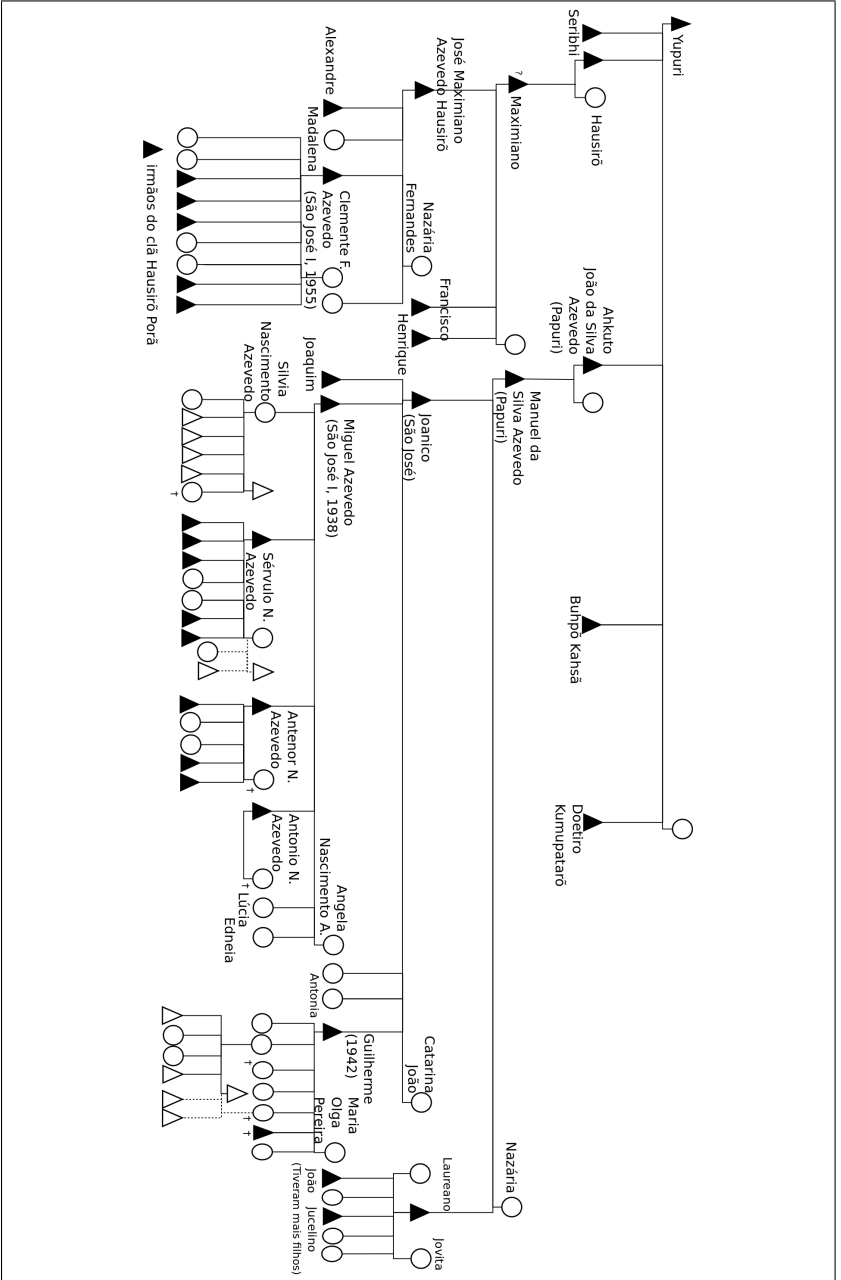 Yupuri
Seribhi
Hausirõ
Ahkuto
João da Silva
Azevedo
(Papuri)
Buhpó Kahsã
Doetiro
Kumupatarõ
?
Maximiano
Manuel da
Silva Azevedo
(Papuri)
Nazária
José Maximiano
Azevedo Hausirõ
Nazária
Fernandes
Francisco
Henrique
Joanico
(São José)
Catarina
João
Laureano
Jovita
Alexandre
Madalena
Clemente F.
Azevedo
(São José I, 1955)
Joaquim
Miguel Azevedo
(São José I, 1938)
Angela
Nascimento A.
Antonia
Guilherme
(1942)
Maria
Olga
Pereira
João
Jucelino
(Tiveram mais filhos)
Silvia
Nascimento
Azevedo
Sérvulo N.
Azevedo
Antenor N.
Azevedo
†
Antonio N.
Azevedo
† Lúcia
Edneia
†
†
†
†
irmãos do clã Hausirõ Porã